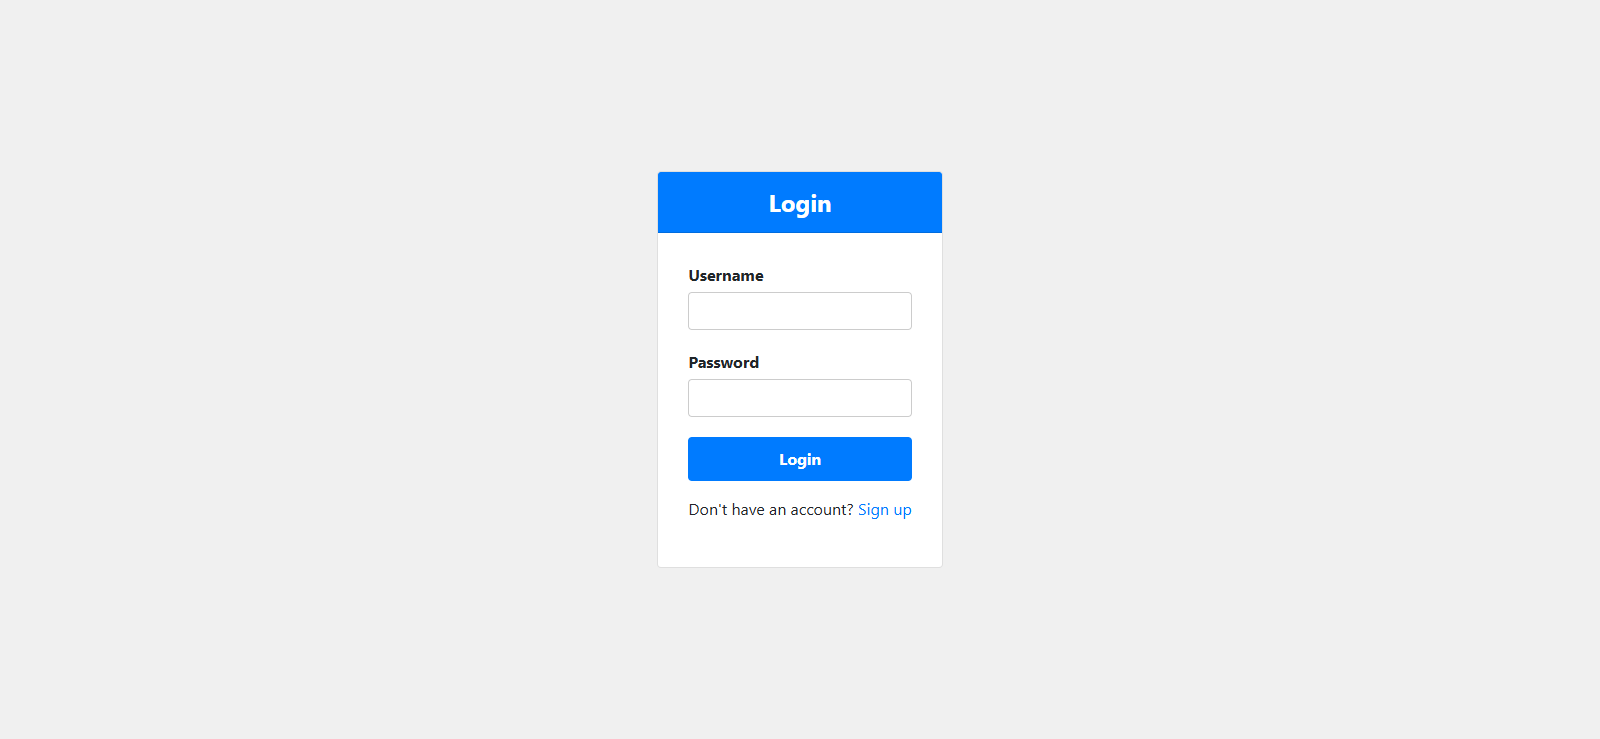 Login
Username
Password
Login
Don't have an account? Sign up